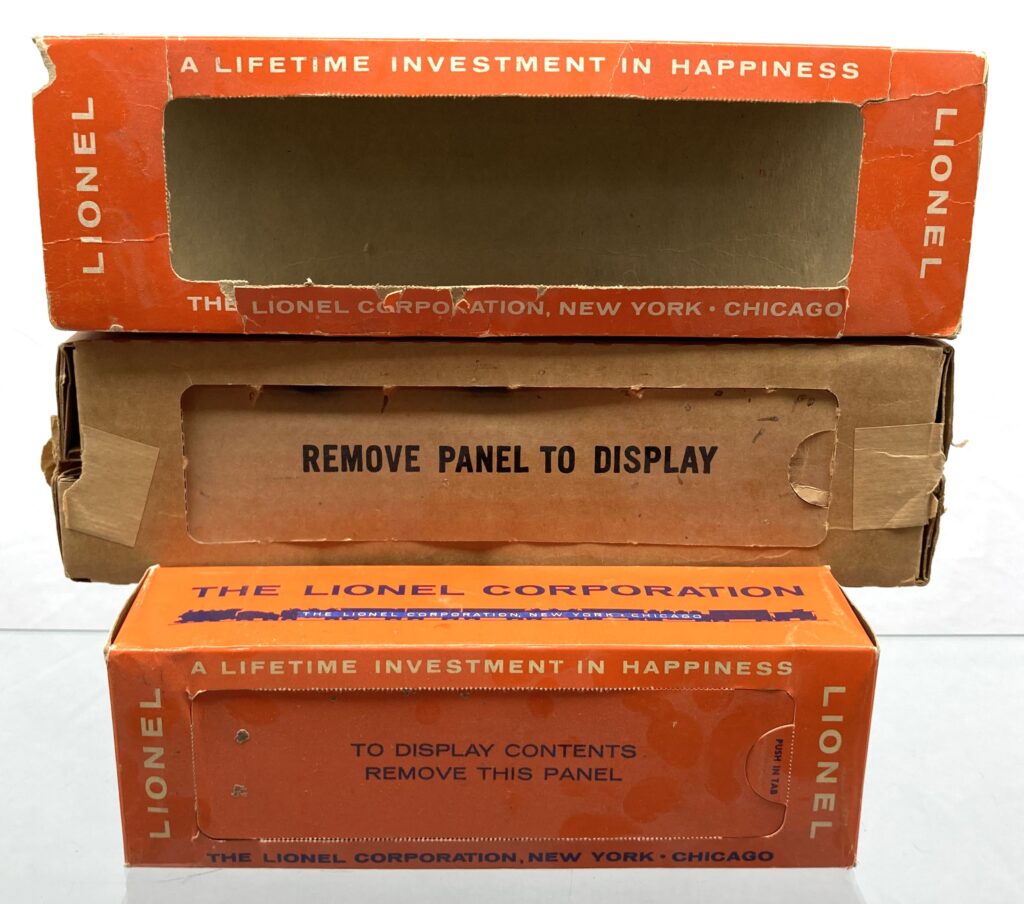 A LIFETIME INVESTMENT IN HAPPINESS
LIONEL
LIONEL
THE LIONEL CORPORATION, NEW YORK • CHICAGO
REMOVE PANEL TO DISPLAY
THE LIONEL CORPORATION
THE LIONEL CORPORATION, NEW YORK • CHICAGO
A LIFETIME INVESTMENT IN HAPPINESS
LIONEL
TO DISPLAY CONTENTS
REMOVE THIS PANEL
PUSH IN TAB
LIONEL
THE LIONEL CORPORATION, NEW YORK • CHICAGO